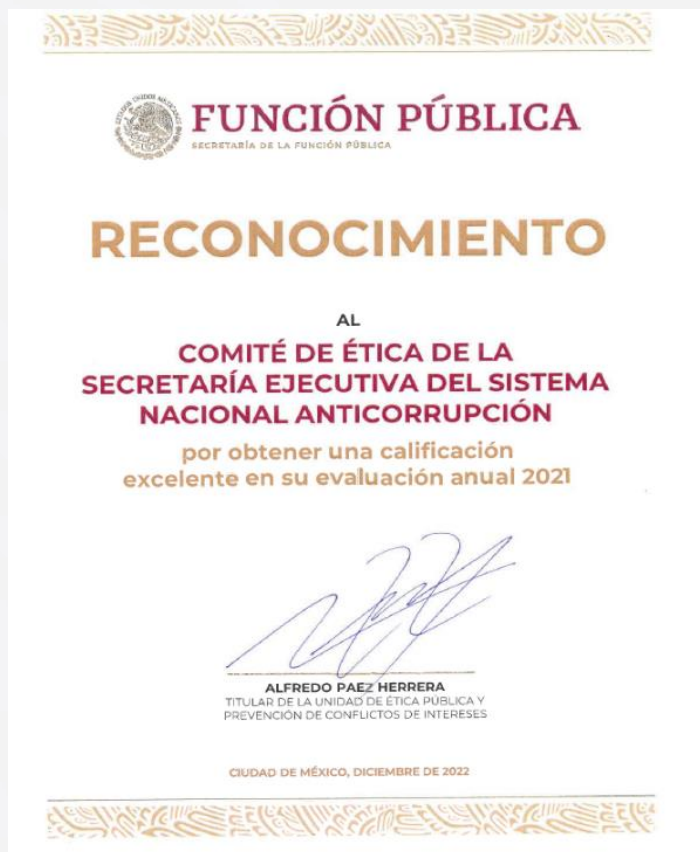 FUNCIÓN PÚBLICA
SECRETARÍA DE LA FUNCIÓN PÚBLICA
RECONOCIMIENTO
AL
COMITÉ DE ÉTICA DE LA
SECRETARÍA EJECUTIVA DEL SISTEMA
NACIONAL ANTICORRUPCIÓN
por obtener una calificación
excelente en su evaluación anual 2021
ALFREDO PAEZ HERRERA
TITULAR DE LA UNIDAD DE ÉTICA PÚBLICA Y
PREVENCIÓN DE CONFLICTOS DE INTERESES
CIUDAD DE MÉXICO, DICIEMBRE DE 2022